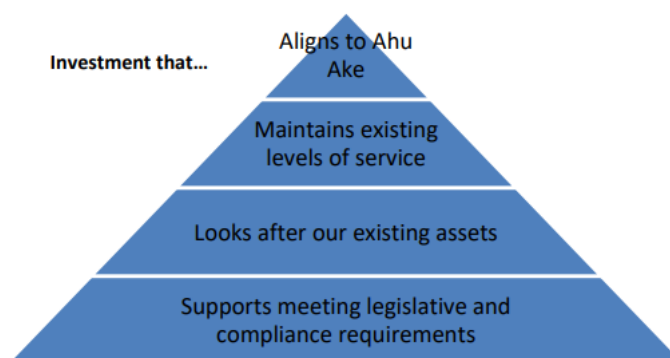 Investment that...
Aligns to Ahu
Ake
Maintains existing
levels of service
Looks after our existing assets
Supports meeting legislative and
compliance requirements